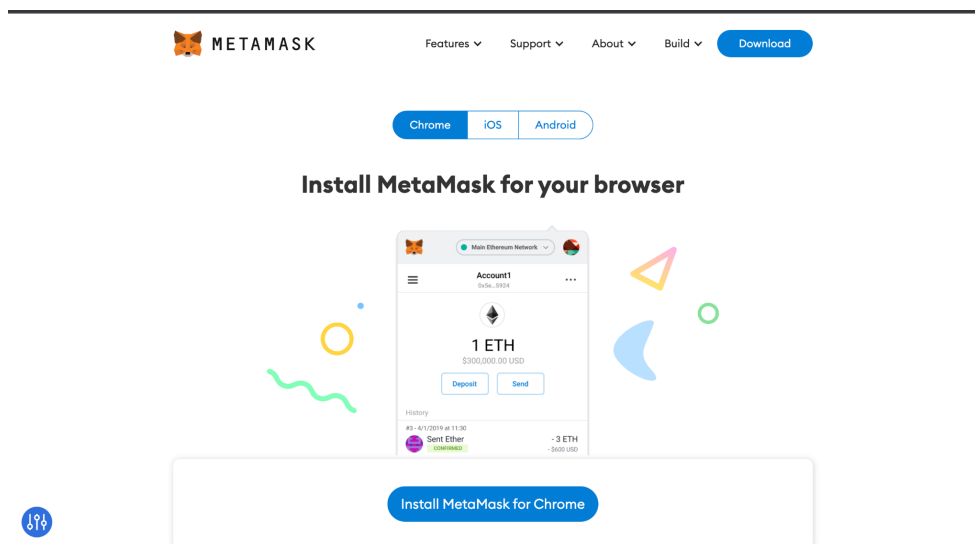 METAMASK
Features Support About Build Download
Chrome iOS Android
Install MetaMask for your browser
Main Ethereum Network
Account1
0x5e...5924
1 ETH
$300,000.00 USD
Deposit Send
History
#3 - 4/1/2019 at 11:30
Sent Ether - 3 ETH
CONFIRMED - $600 USD
Install MetaMask for Chrome